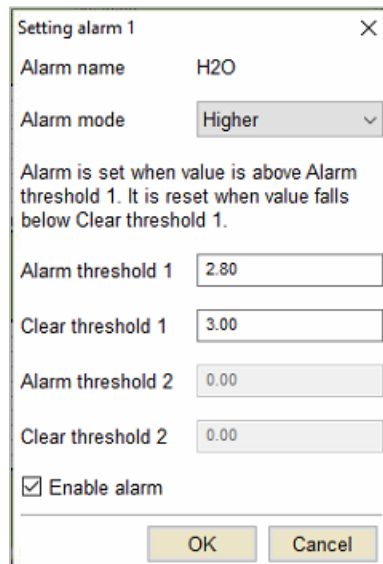 Setting alarm 1
Alarm name H2O
Alarm mode Higher
Alarm is set when value is above Alarm
threshold 1. It is reset when value falls
below Clear threshold 1.
Alarm threshold 1 2.80
Clear threshold 1 3.00
Alarm threshold 2 0.00
Clear threshold 2 0.00
Enable alarm
OK Cancel